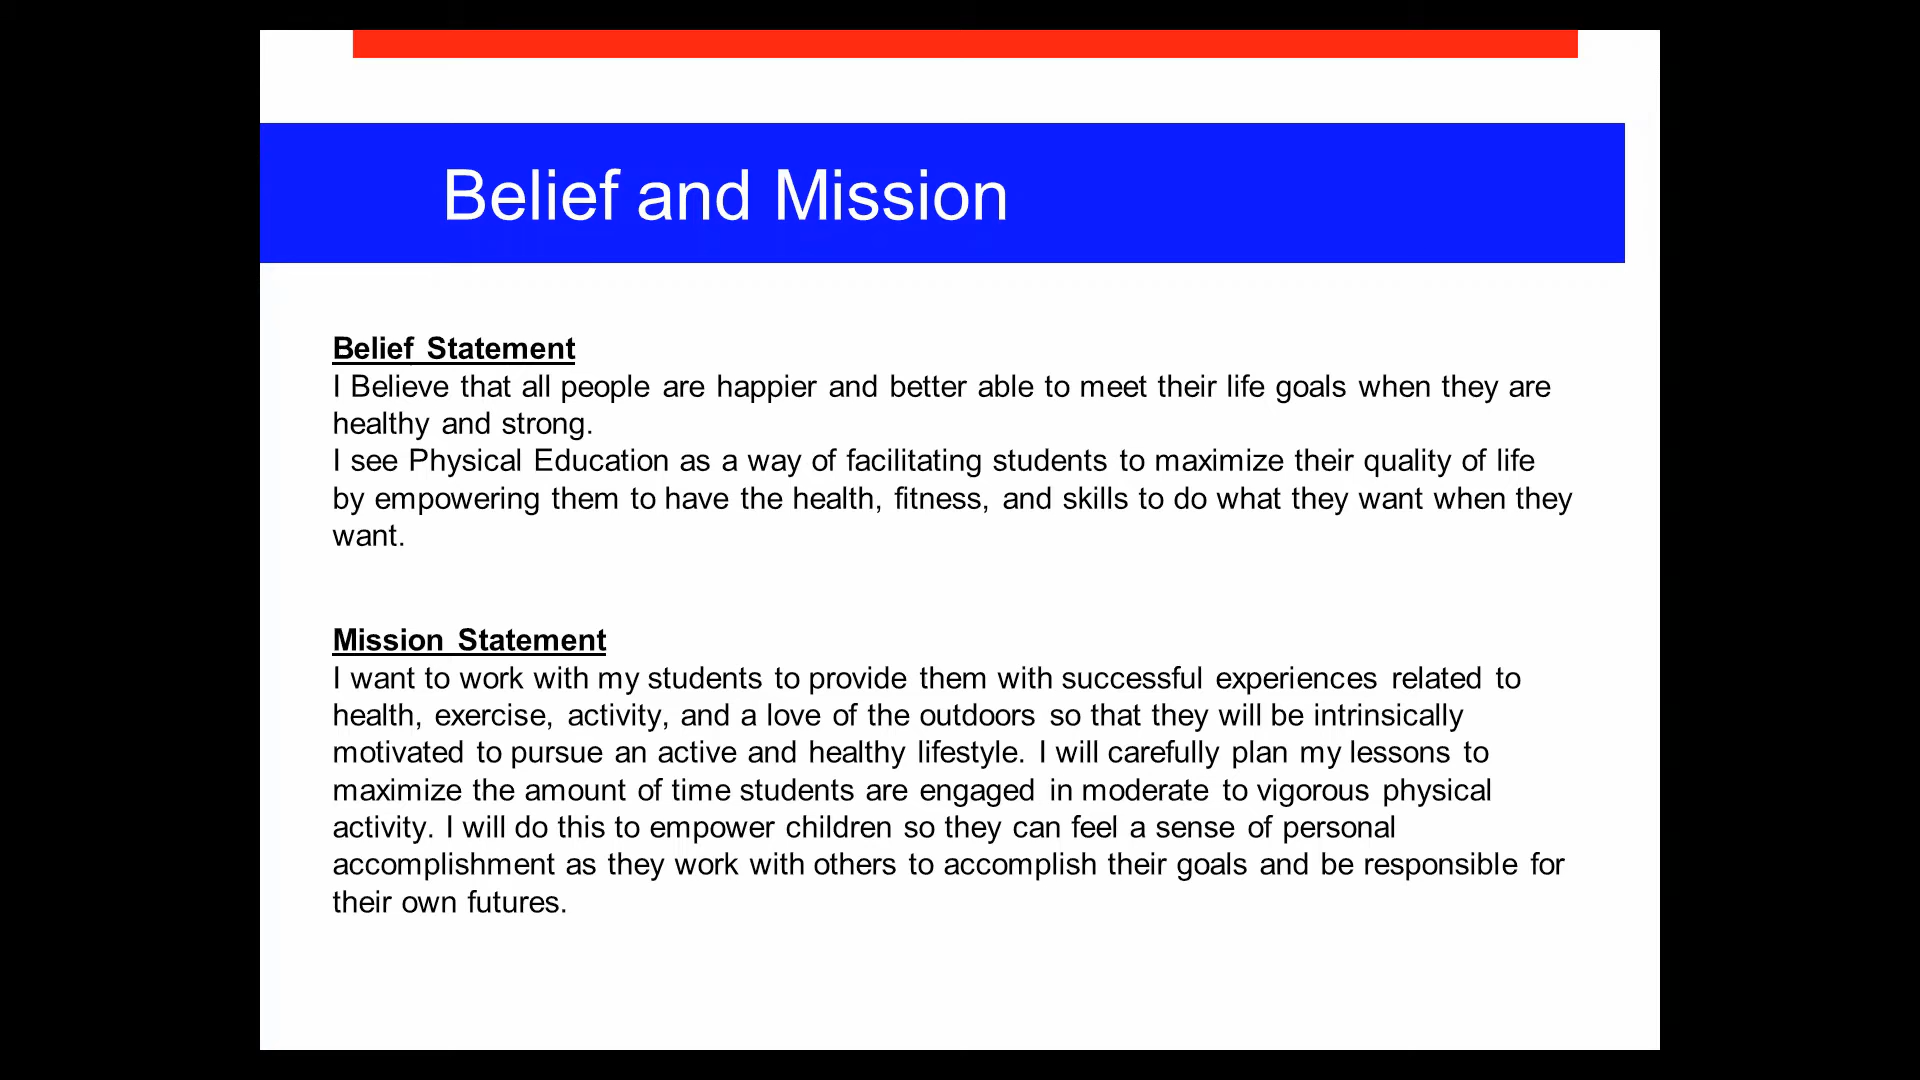 Belief and Mission
Belief Statement
I Believe that all people are happier and better able to meet their life goals when they are
healthy and strong.
I see Physical Education as a way of facilitating students to maximize their quality of life
by empowering them to have the health, fitness, and skills to do what they want when they
want.
Mission Statement
I want to work with my students to provide them with successful experiences related to
health, exercise, activity, and a love of the outdoors so that they will be intrinsically
motivated to pursue an active and healthy lifestyle. I will carefully plan my lessons to
maximize the amount of time students are engaged in moderate to vigorous physical
activity. I will do this to empower children so they can feel a sense of personal
accomplishment as they work with others to accomplish their goals and be responsible for
their own futures.